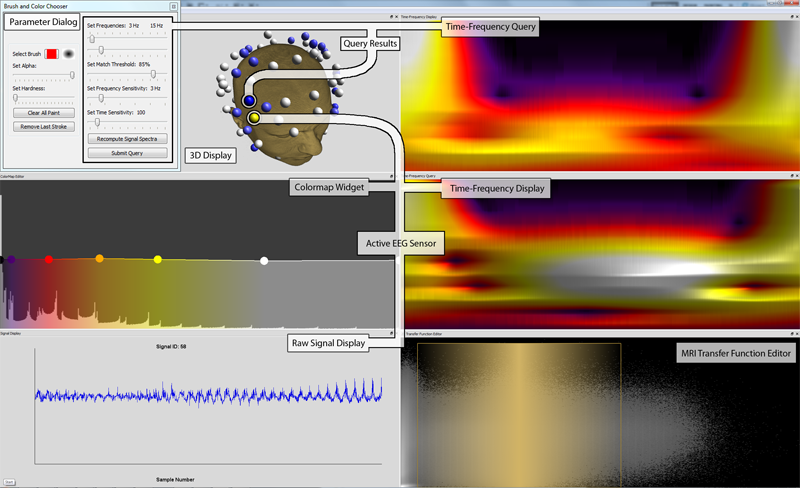 Brush and Color Chooser
Parameter Dialog
Set Frequencies: 3 Hz 15 Hz
Select Brush
Set Alpha:
Set Match Threshold: 85%
Set Hardness:
Set Frequency Sensitivity: 3 Hz
Clear All Paint
Set Time Sensitivity: 100
Remove Last Stroke
Recompute Signal Spectra
Submit Query
Query Results
3D Display
Time Frequency Display
Time-Frequency Query
ColorMap Editor
Colormap Widget
Time-Frequency Query
Time-Frequency Display
Active EEG Sensor
Signal Display
Raw Signal Display
Signal ID: 58
Sample Number
Transfer Function Editor
MRI Transfer Function Editor
Start